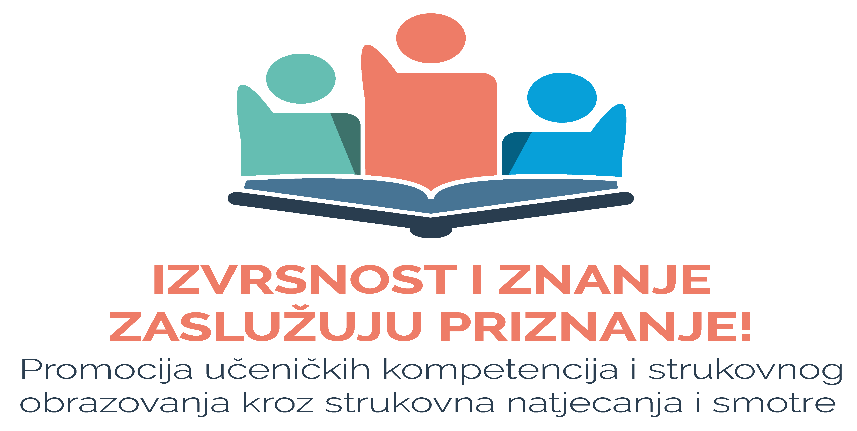 IZVRSNOST I ZNANJE
ZASLUŽUJU PRIZNANJE!
Promocija učeničkih kompetencija i strukovnog
obrazovanja kroz strukovna natjecanja i smotre